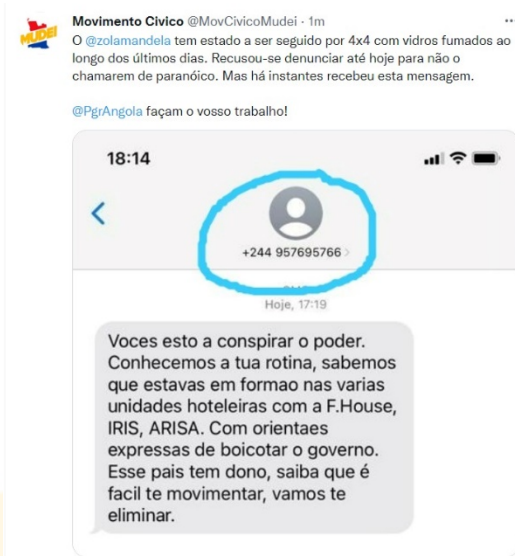 Movimento Civico @MovCivicoMudei · 1m
O @zolamandela tem estado a ser seguido por 4x4 com vidros fumados ao
longo dos últimos dias. Recusou-se denunciar até hoje para não o
chamarem de paranóico. Mas há instantes recebeu esta mensagem.
@PgrAngola façam o vosso trabalho!
MUDEI
18:14
+244 957695766
Hoje, 17:19
Voces esto a conspirar o poder.
Conhecemos a tua rotina, sabemos
que estavas em formao nas varias
unidades hoteleiras com a F.House,
IRIS, ARISA. Com orientaes
expressas de boicotar o governo.
Esse pais tem dono, saiba que é
facil te movimentar, vamos te
eliminar.